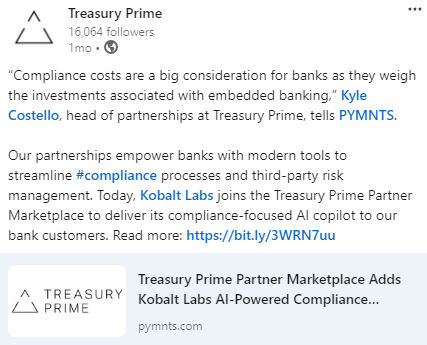 Treasury Prime
16,064 followers
1mo •
“Compliance costs are a big consideration for banks as they weigh
the investments associated with embedded banking,” Kyle
Costello, head of partnerships at Treasury Prime, tells PYMNTS.
Our partnerships empower banks with modern tools to
streamline #compliance processes and third-party risk
management. Today, Kobalt Labs joins the Treasury Prime Partner
Marketplace to deliver its compliance-focused AI copilot to our
bank customers. Read more: https://bit.ly/3WRN7uu
TREASURY
PRIME
Treasury Prime Partner Marketplace Adds
Kobalt Labs AI-Powered Compliance...
pymnts.com